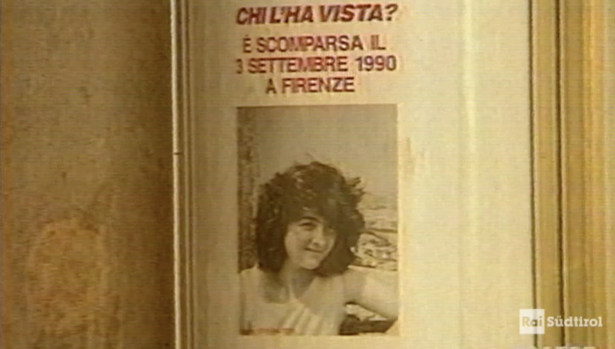 CHI L'HA VISTA?
È SCOMPARSA IL
3 SETTEMBRE 1990
A FIRENZE
Rai Südtirol